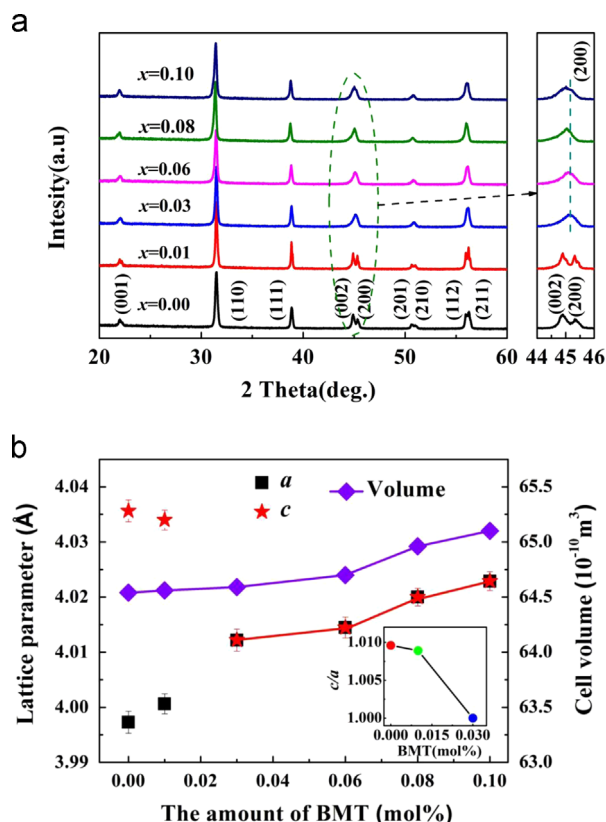 a
x=0.10
x=0.08
x=0.06
x=0.03
x=0.01
x=0.00
(001)
(110)
(111)
(002)
(200)
(201)
(210)
(112)
(211)
(200)
(002)
(200)
Intesity(a.u)
20 30 40 50 60
44 45 46
2 Theta(deg.)
b
a
c
Volume
Lattice parameter (Å)
4.04
4.03
4.02
4.01
4.00
3.99
Cell volume (10⁻¹⁰ m³)
65.5
65.0
64.5
64.0
63.5
63.0
c/a
1.010
1.005
1.000
0.000 0.015 0.030
BMT(mol%)
0.00 0.02 0.04 0.06 0.08 0.10
The amount of BMT (mol%)